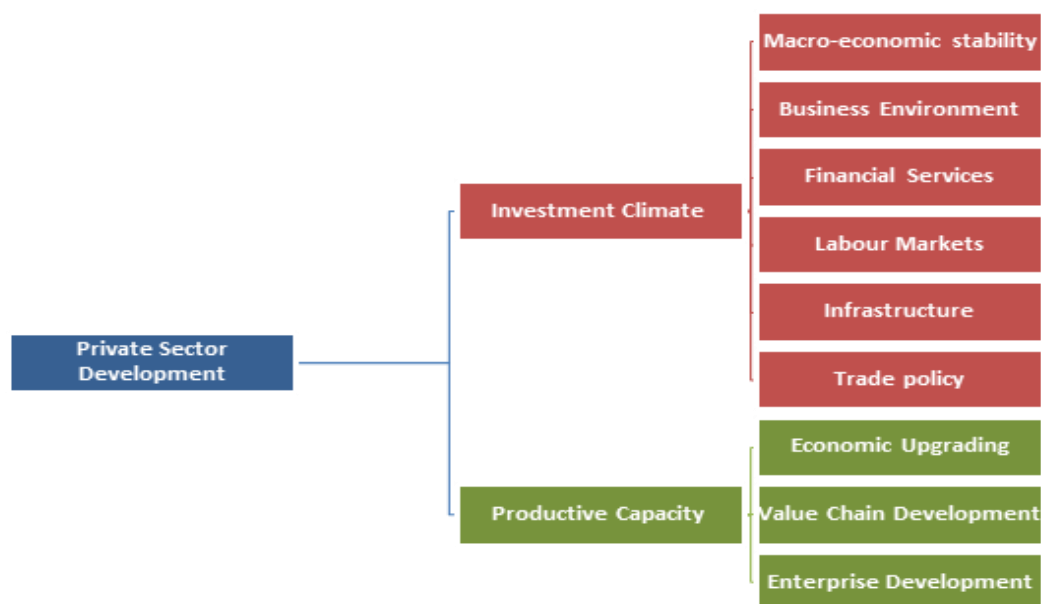 Macro-economic stability
Business Environment
Financial Services
Investment Climate
Labour Markets
Infrastructure
Private Sector
Development
Trade policy
Economic Upgrading
Productive Capacity
Value Chain Development
Enterprise Development